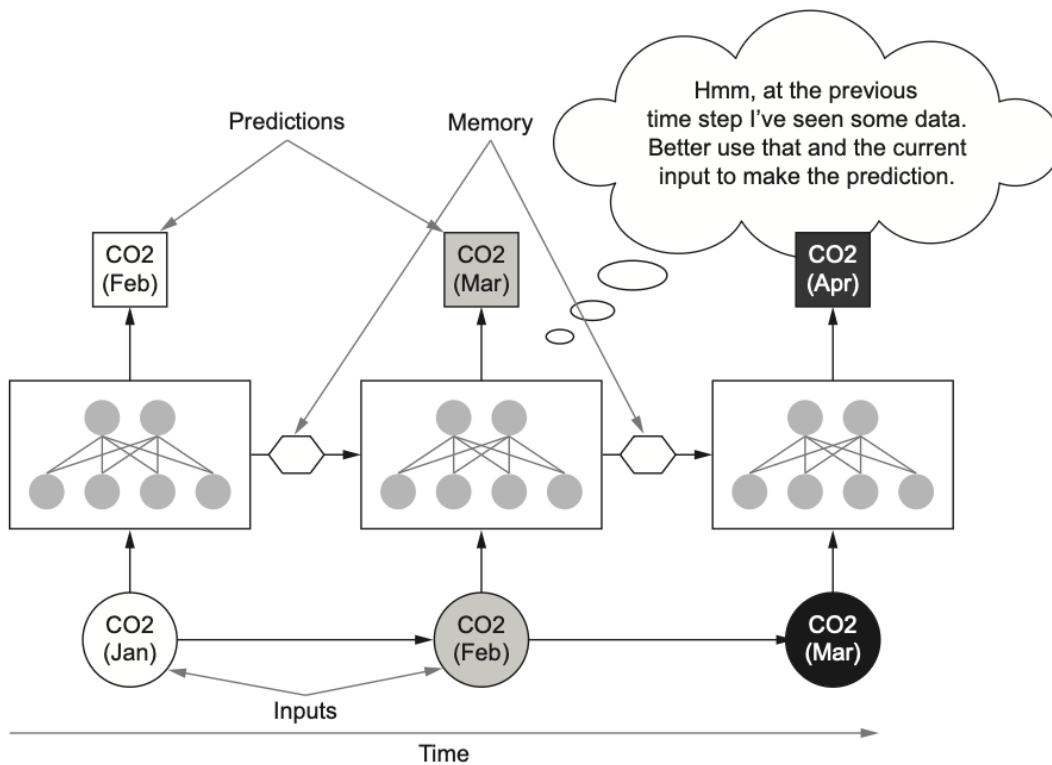 Hmm, at the previous
time step I've seen some data.
Better use that and the current
input to make the prediction.
Predictions
Memory
CO2
(Feb)
CO2
(Mar)
CO2
(Apr)
CO2
(Jan)
CO2
(Feb)
CO2
(Mar)
Inputs
Time